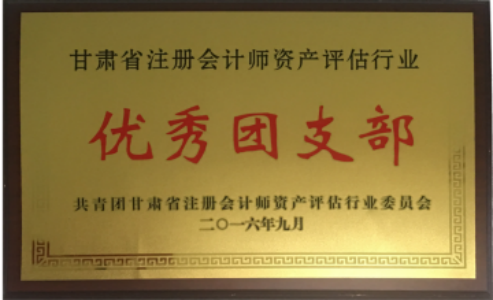 甘肃省注册会计师资产评估行业
优秀团支部
共青团甘肃省注册会计师资产评估行业委员会
二〇一六年九月